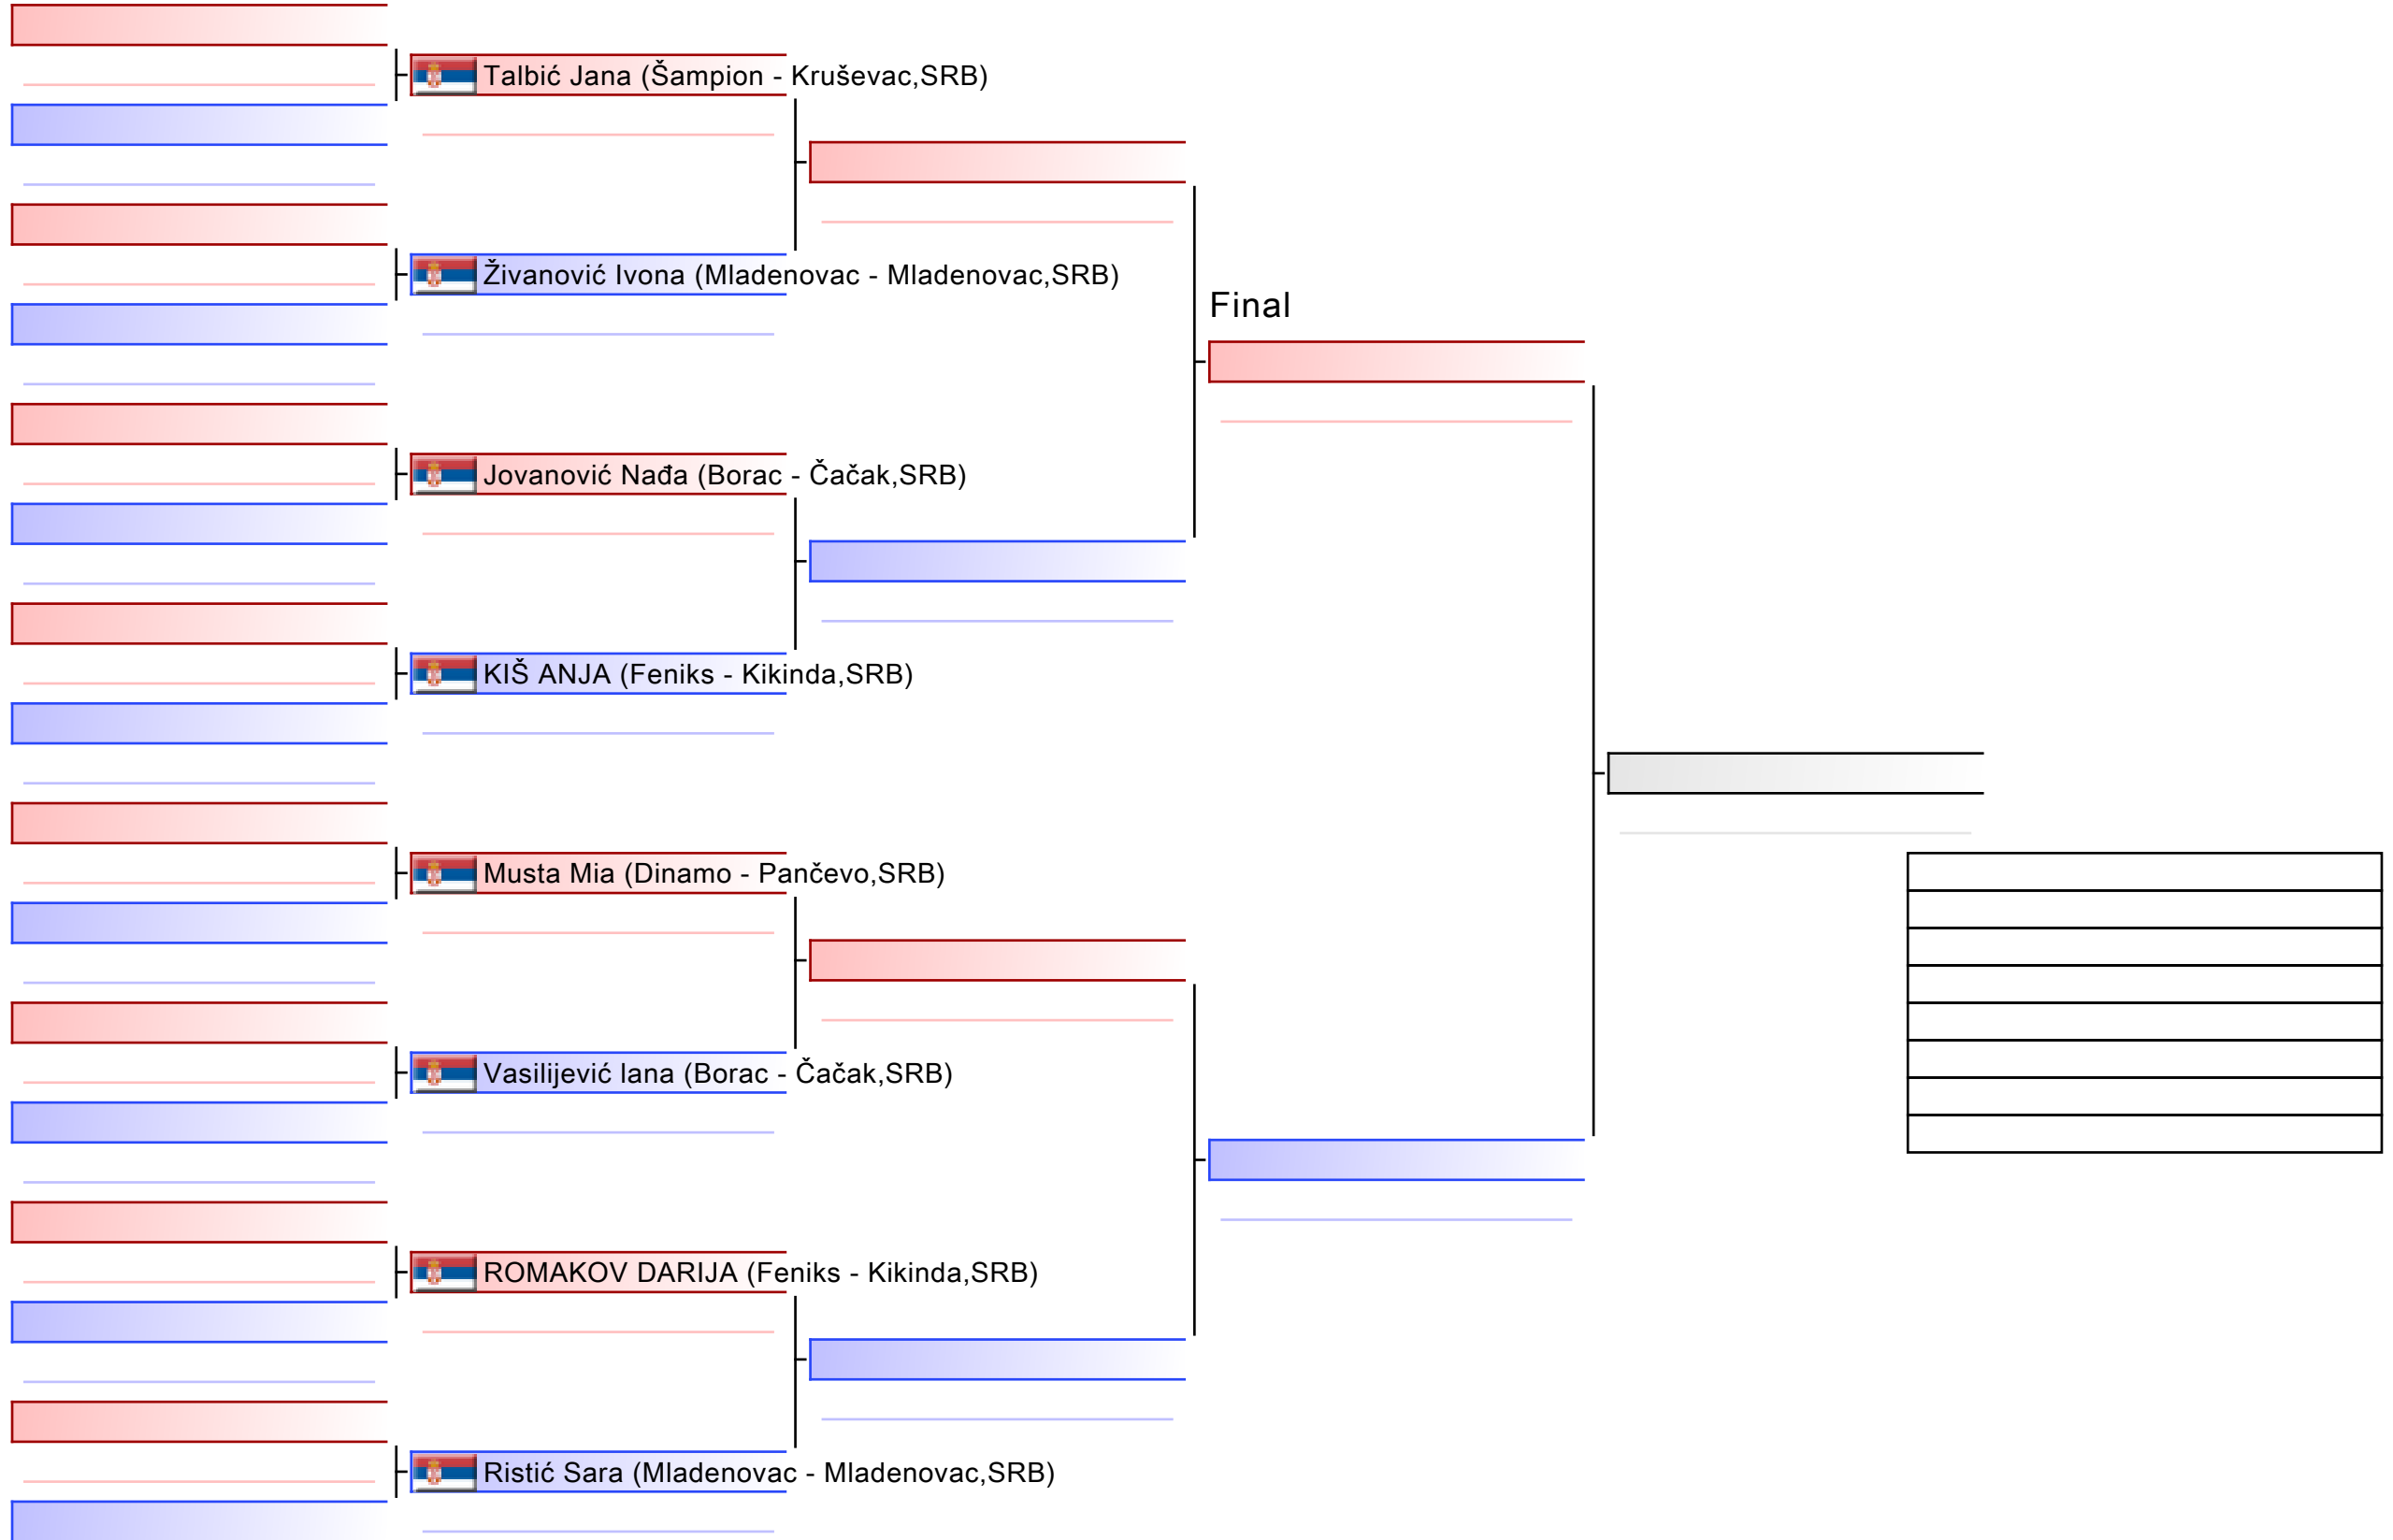 Talbić Jana (Šampion - Kruševac,SRB)
Živanović Ivona (Mladenovac - Mladenovac,SRB)
Final
Jovanović Nađa (Borac - Čačak,SRB)
KIŠ ANJA (Feniks - Kikinda,SRB)
Musta Mia (Dinamo - Pančevo,SRB)
Vasilijević lana (Borac - Čačak,SRB)
ROMAKOV DARIJA (Feniks - Kikinda,SRB)
Ristić Sara (Mladenovac - Mladenovac,SRB)